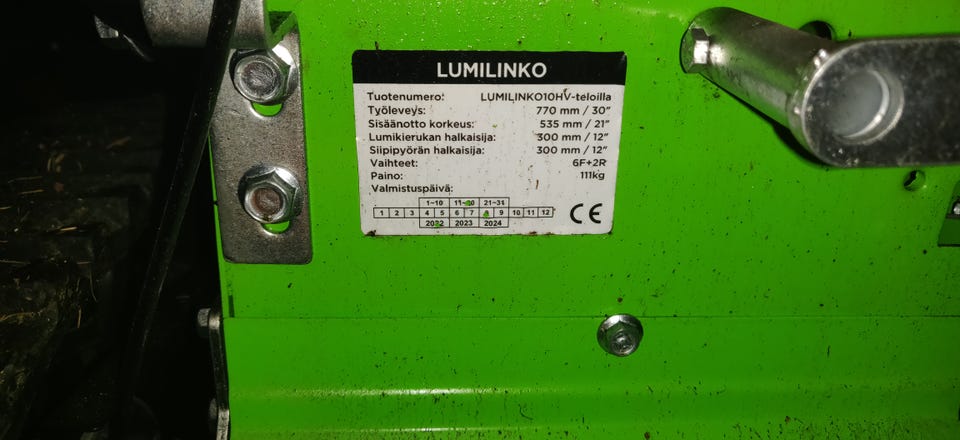 LUMILINKO
Tuotenumero: LUMILINKO10HV-teloilla
Työleveys: 770 mm / 30"
Sisäänotto korkeus: 535 mm / 21"
Lumikierukan halkaisija: 300 mm / 12"
Siipipyörän halkaisija: 300 mm / 12"
Vaihteet: 6F+2R
Paino: 111kg
Valmistuspäivä:
1-10 11-20 21-31
1 2 3 4 5 6 7 8 9 10 11 12
2022 2023 2024
CE